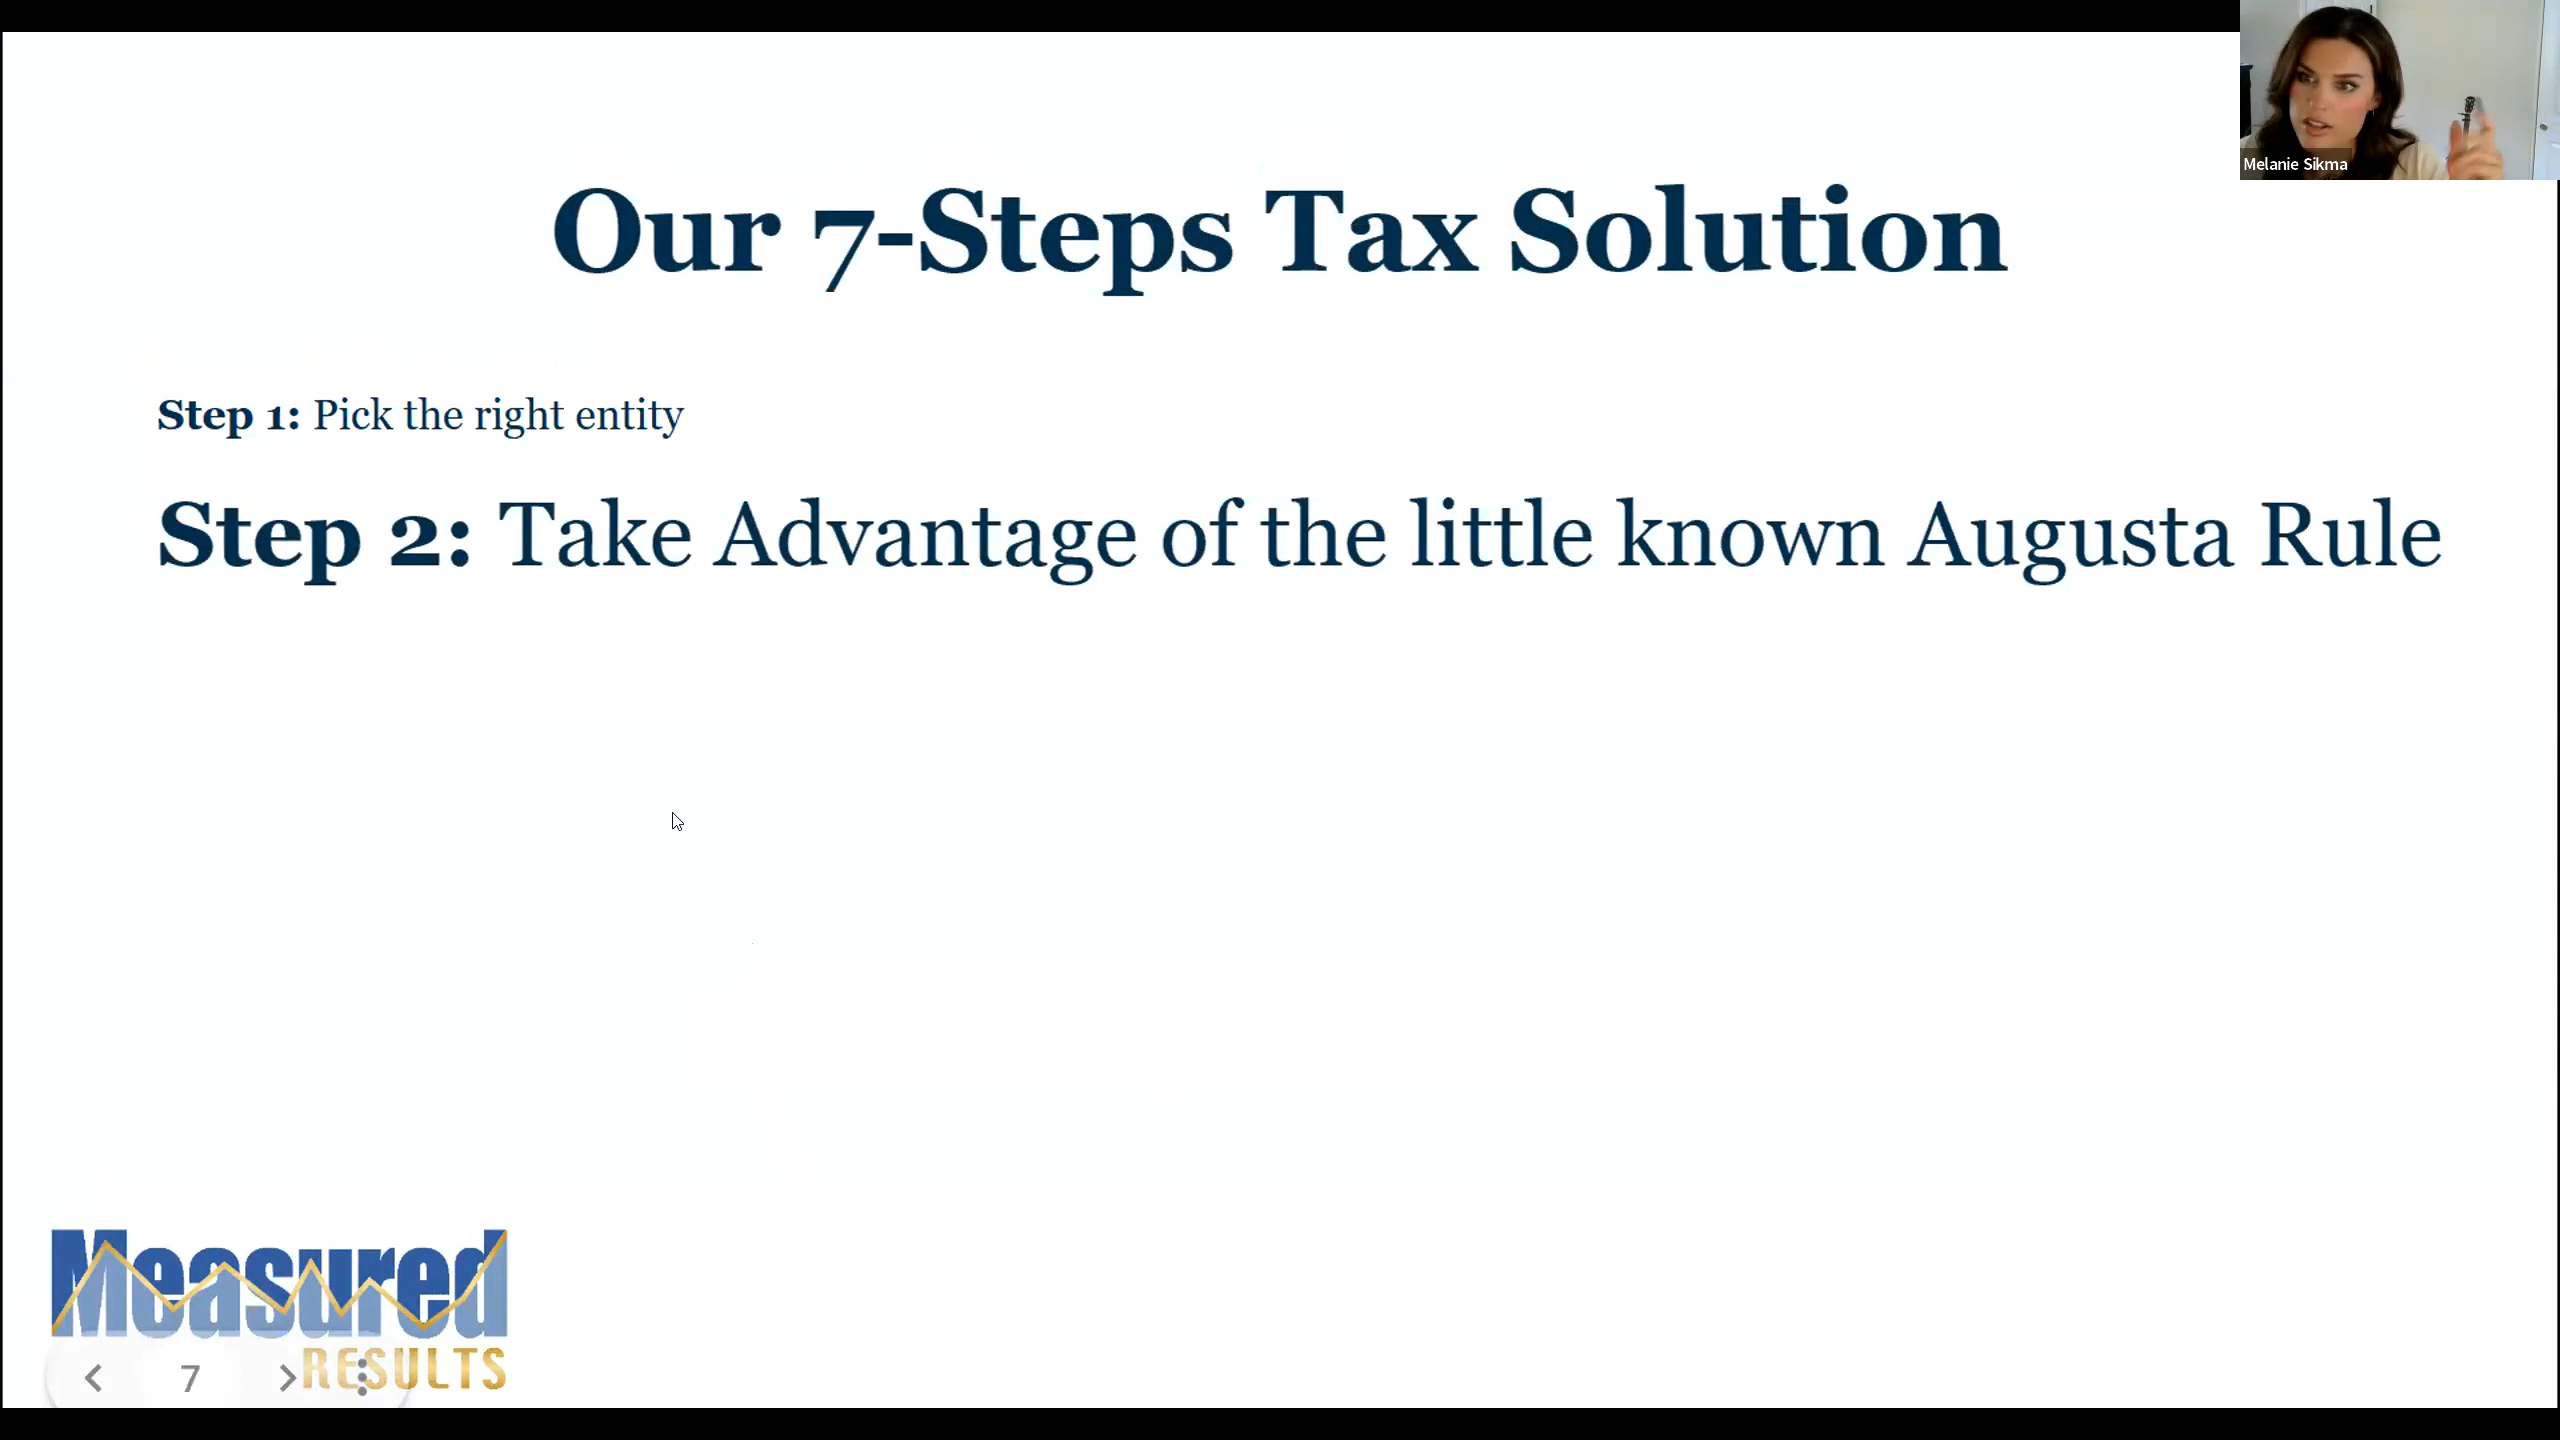 Melanie Sikma
Our 7-Steps Tax Solution
Step 1: Pick the right entity
Step 2: Take Advantage of the little known Augusta Rule
Measured
RESULTS
7